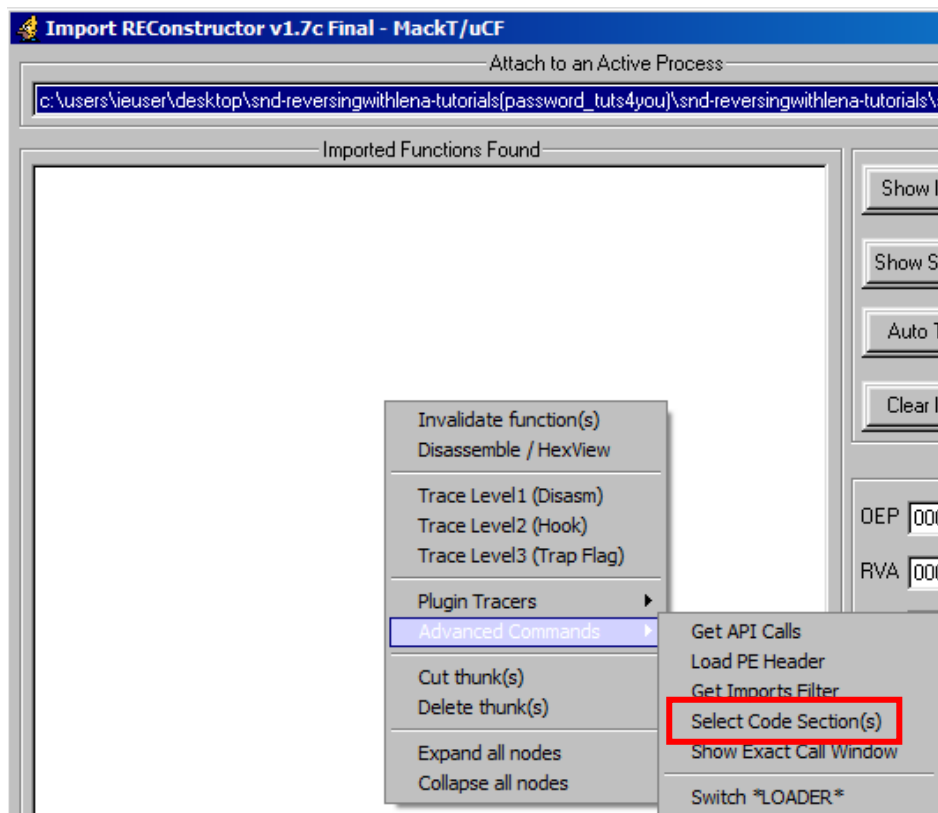 Import REConstructor v1.7c Final - MackT/uCF
Attach to an Active Process
c:\users\ieuser\desktop\snd-reversingwithlena-tutorials(password_tuts4you)\snd-reversingwithlena-tutorials\
Imported Functions Found
Show
Show S
Auto
Clear
Invalidate function(s)
Disassemble / HexView
Trace Level1 (Disasm)
Trace Level2 (Hook)
Trace Level3 (Trap Flag)
OEP 000
RVA 000
Plugin Tracers
Advanced Commands
Get API Calls
Load PE Header
Get Imports Filter
Select Code Section(s)
Show Exact Call Window
Switch *LOADER*
Cut thunk(s)
Delete thunk(s)
Expand all nodes
Collapse all nodes